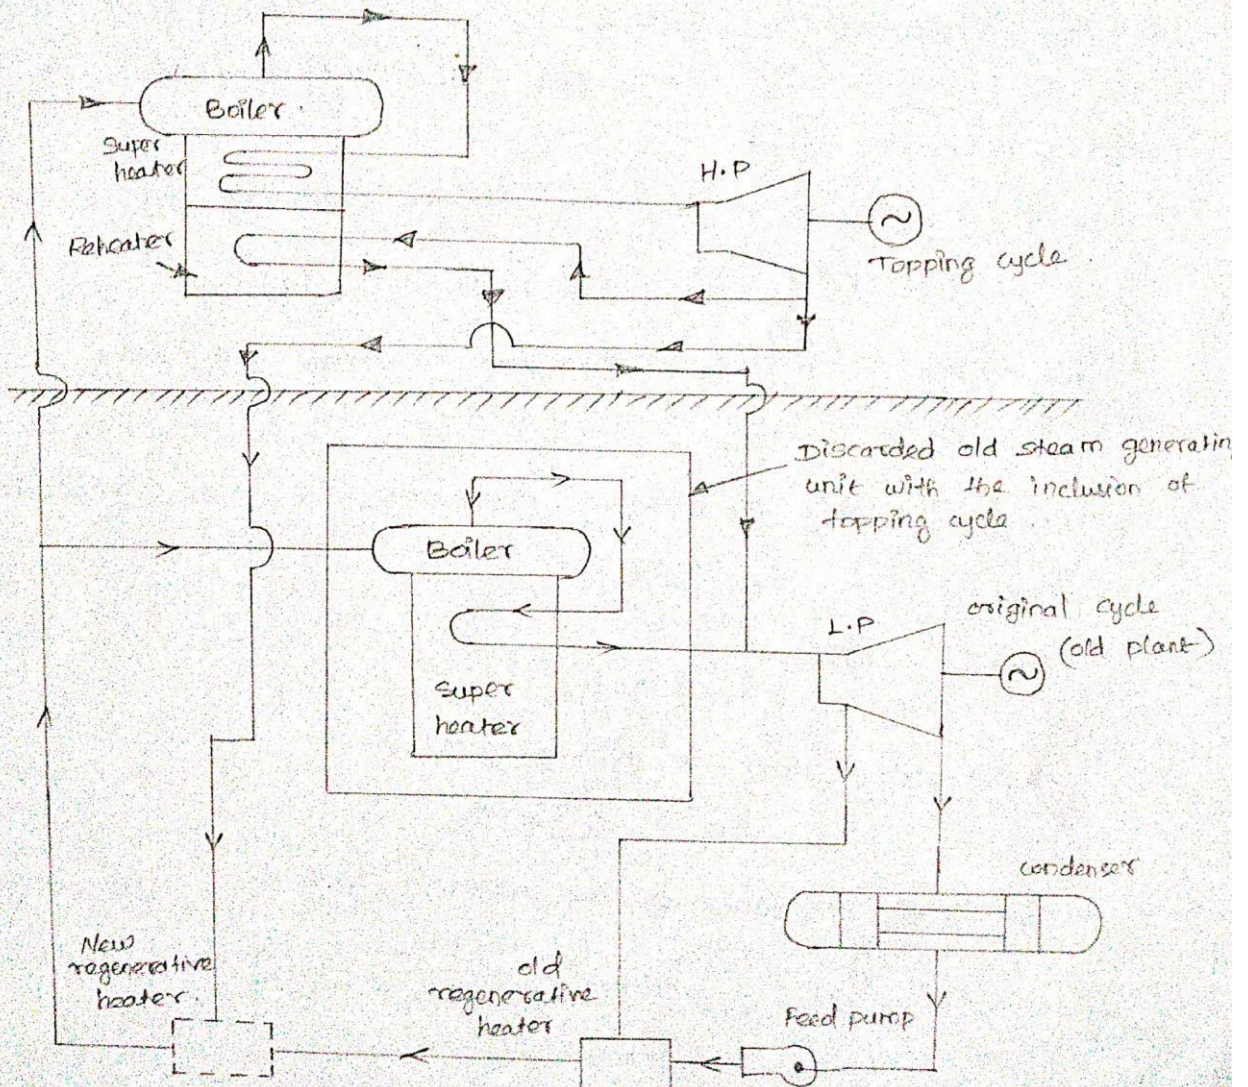 Boiler.
Super
heater
Reheater
H.P
~
Topping cycle.
Discarded old steam generatin
unit with the inclusion of
topping cycle.
Boiler
Super
heater
L.P
original cycle
(old plant)
~
condenser
New
regenerative
heater.
old
regenerative
heater
Feed pump